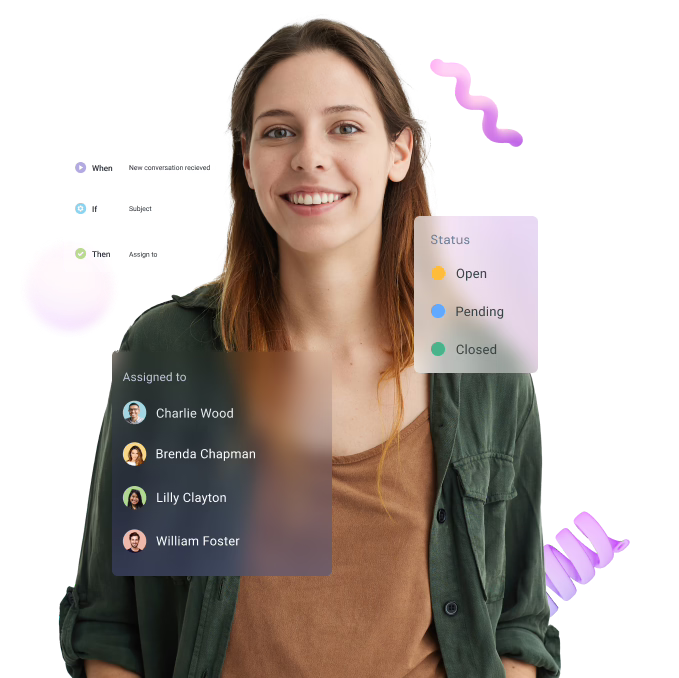 When New conversation recieved
If Subject
Then Assign to
Status
Open
Pending
Closed
Assigned to
Charlie Wood
Brenda Chapman
Lilly Clayton
William Foster